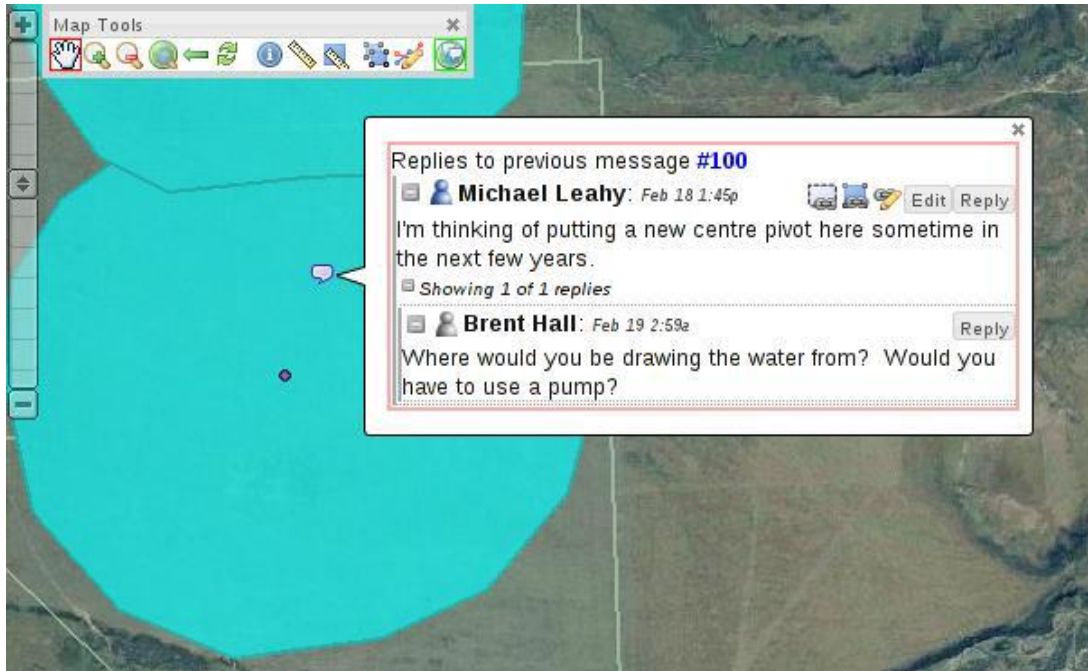 Map Tools
Replies to previous message #100
Michael Leahy: Feb 18 1:45p
Edit Reply
I'm thinking of putting a new centre pivot here sometime in
the next few years.
Showing 1 of 1 replies
Brent Hall: Feb 19 2:59a
Reply
Where would you be drawing the water from? Would you
have to use a pump?